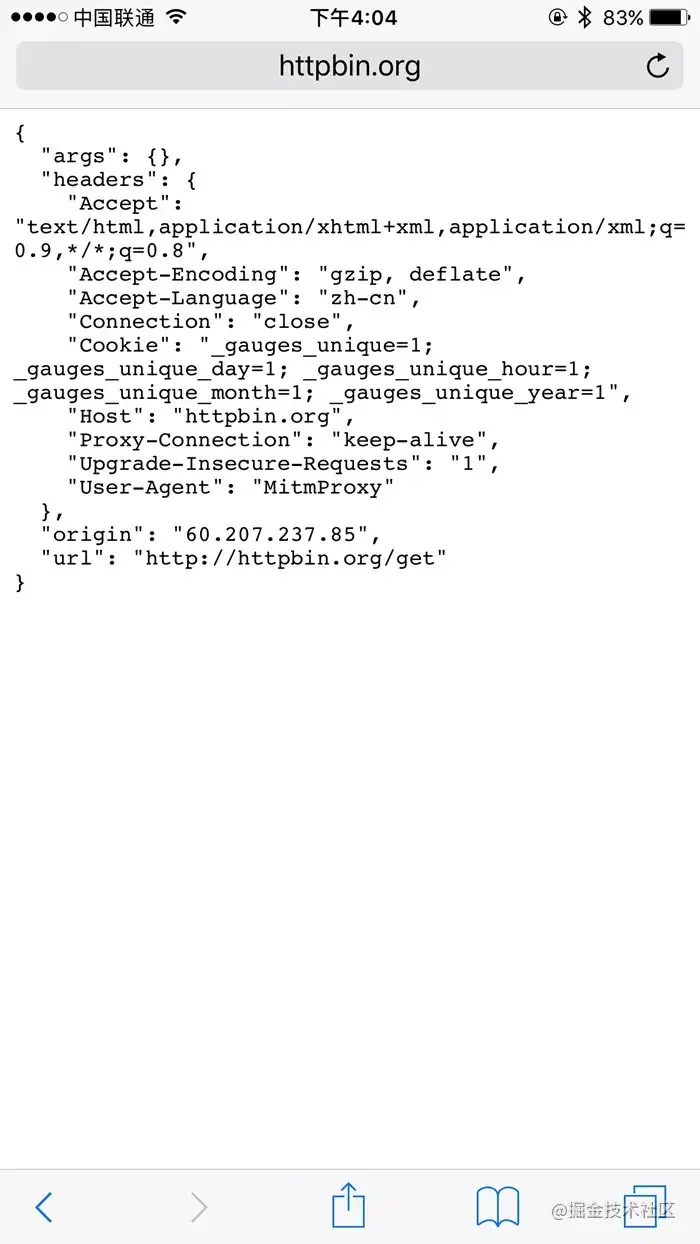 中国联通 下午4:04 83%
httpbin.org
{
  "args": {},
  "headers": {
    "Accept":
"text/html,application/xhtml+xml,application/xml;q=
0.9,*/*;q=0.8",
    "Accept-Encoding": "gzip, deflate",
    "Accept-Language": "zh-cn",
    "Connection": "close",
    "Cookie": "_gauges_unique=1;
_gauges_unique_day=1; _gauges_unique_hour=1;
_gauges_unique_month=1; _gauges_unique_year=1",
    "Host": "httpbin.org",
    "Proxy-Connection": "keep-alive",
    "Upgrade-Insecure-Requests": "1",
    "User-Agent": "MitmProxy"
  },
  "origin": "60.207.237.85",
  "url": "http://httpbin.org/get"
}
@掘金技术社区